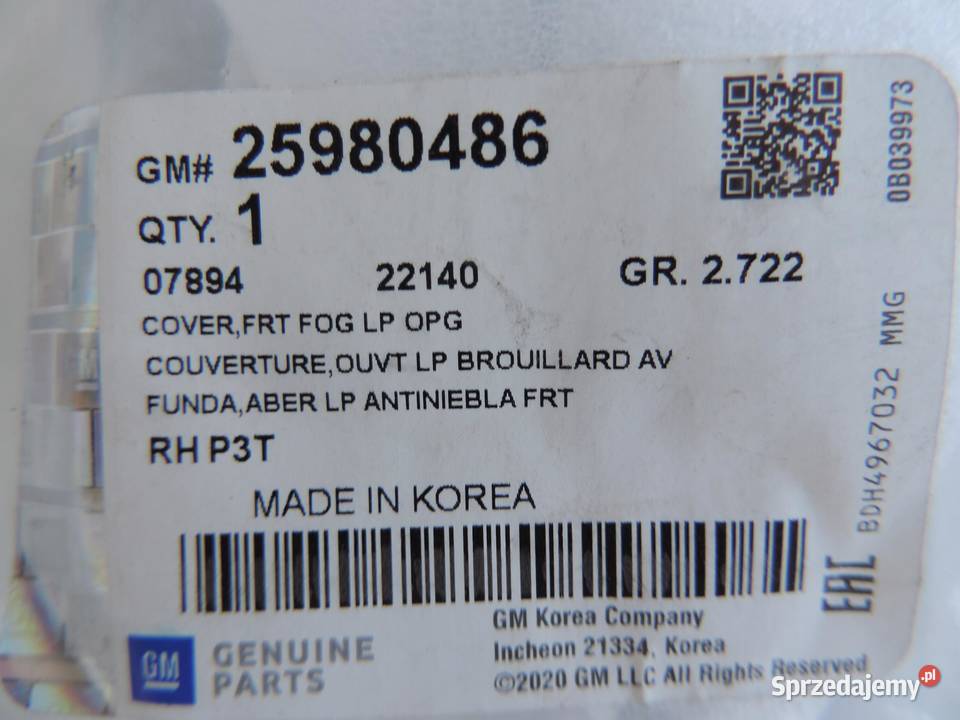 GM# 25980486
QTY. 1
07894 22140 GR. 2.722
COVER,FRT FOG LP OPG
COUVERTURE,OUVT LP BROUILLARD AV
FUNDA,ABER LP ANTINIEBLA FRT
RH P3T
MADE IN KOREA
GM Korea Company
Incheon 21334, Korea
©2020 GM LLC All Rights Reserved
GM GENUINE PARTS
0B039973
BDH4967032 MMG
EAC
Sprzedajemy.pl